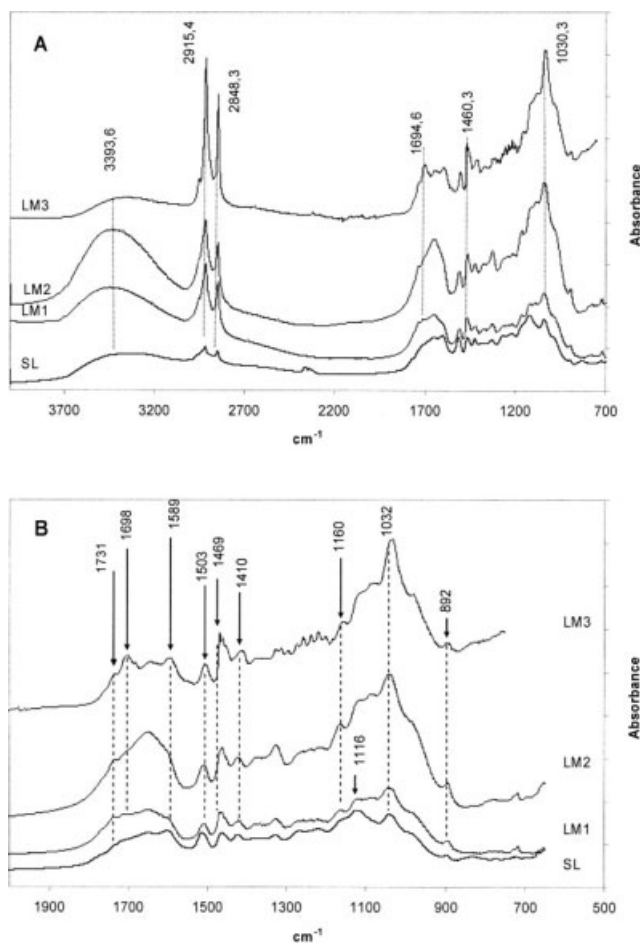 A
2915,4
2848,3
3393,6
1694,6
1460,3
1030,3
LM3
LM2
LM1
SL
Absorbance
3700 3200 2700 2200 1700 1200 700
cm-1
B
1731
1698
1589
1503
1469
1410
1160
1032
892
1116
LM3
LM2
LM1
SL
Absorbance
1900 1700 1500 1300 1100 900 700 500
cm-1